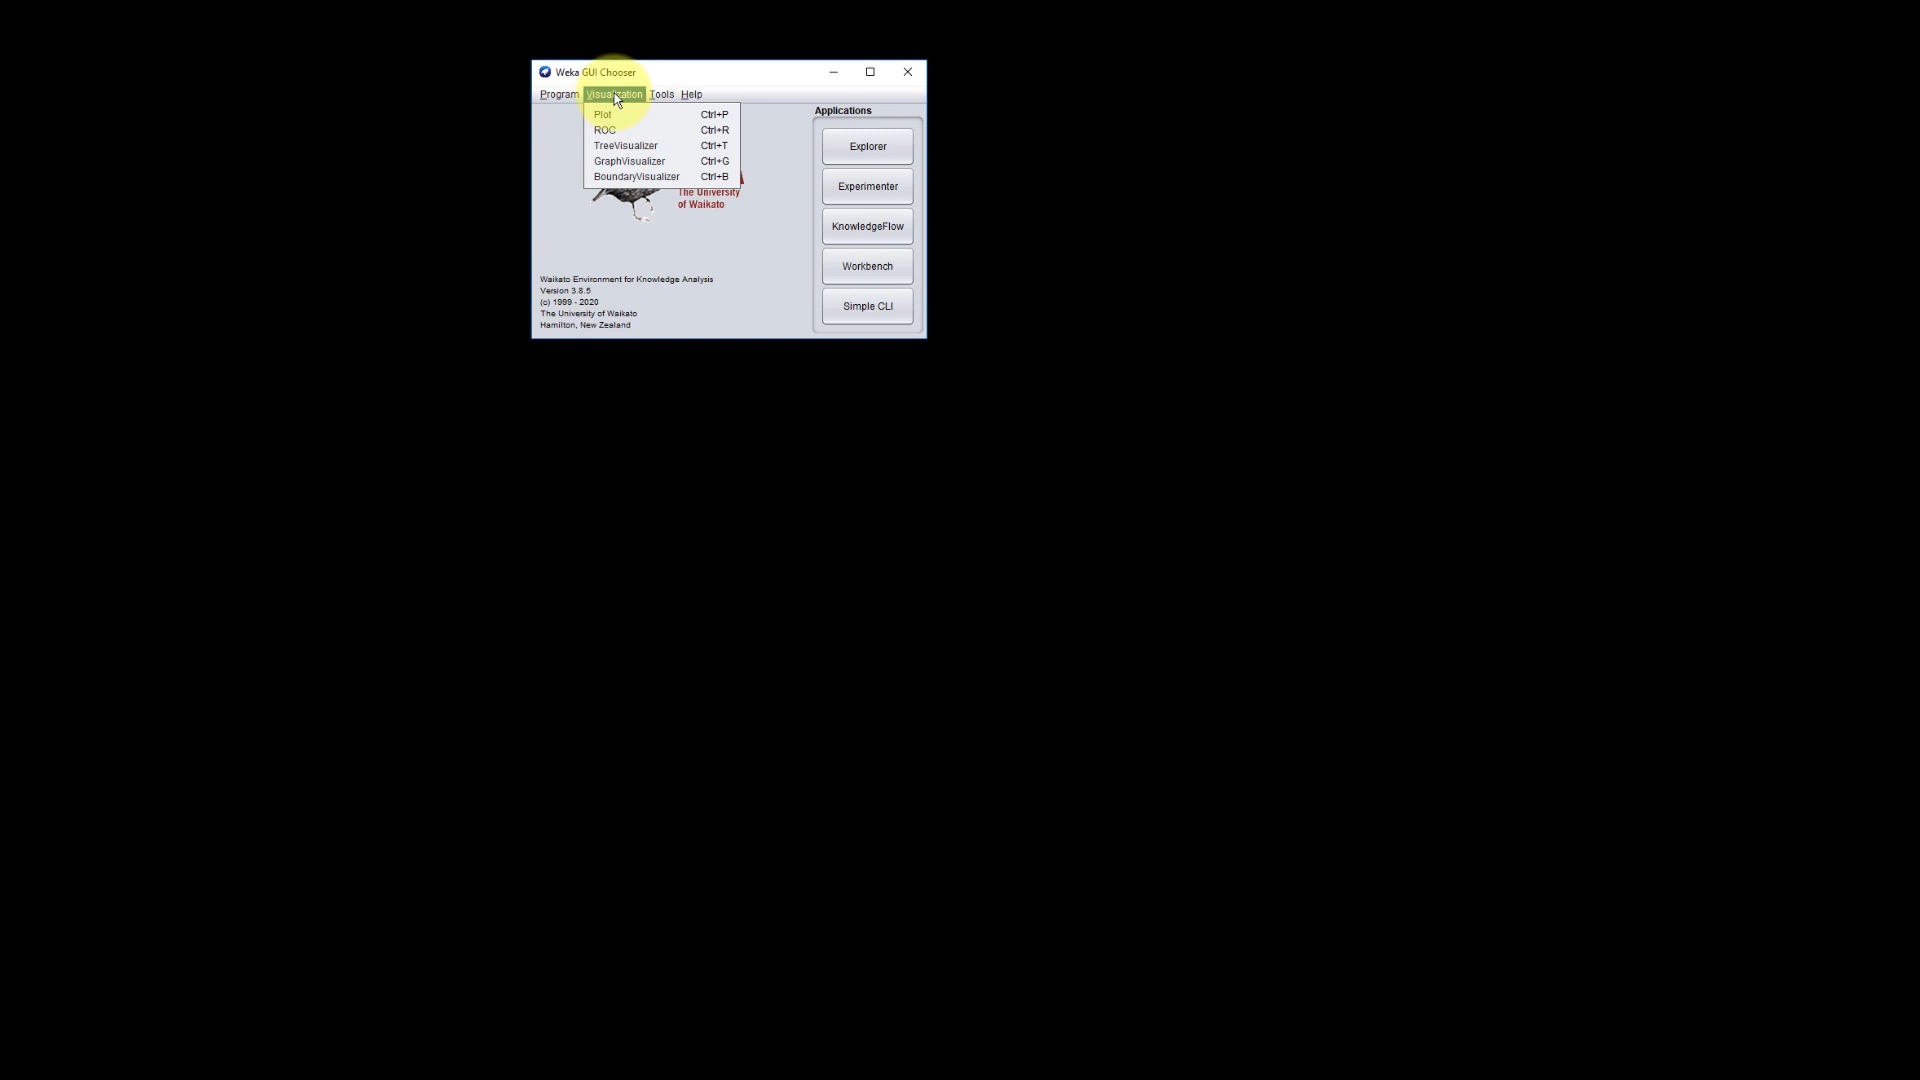 Weka GUI Chooser
Program Visualization Tools Help
Plot Ctrl+P
ROC Ctrl+R
TreeVisualizer Ctrl+T
GraphVisualizer Ctrl+G
BoundaryVisualizer Ctrl+B
The University
of Waikato
Waikato Environment for Knowledge Analysis
Version 3.8.5
(c) 1999 - 2020
The University of Waikato
Hamilton, New Zealand
Applications
Explorer
Experimenter
KnowledgeFlow
Workbench
Simple CLI